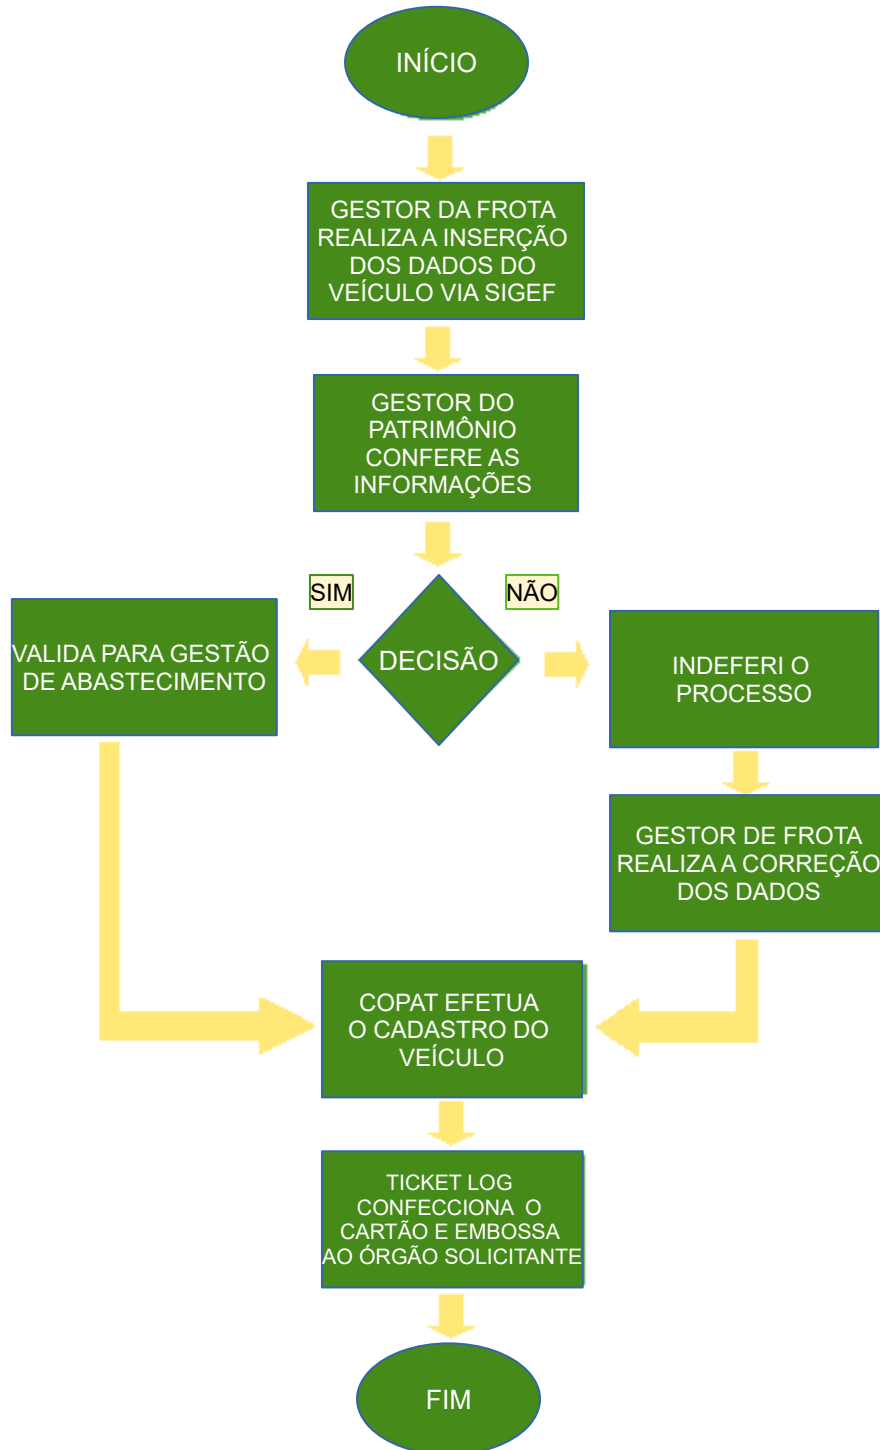 INÍCIO
GESTOR DA FROTA
REALIZA A INSERÇÃO
DOS DADOS DO
VEÍCULO VIA SIGEF
GESTOR DO
PATRIMÔNIO
CONFERE AS
INFORMAÇÕES
SIM
NÃO
DECISÃO
VALIDA PARA GESTÃO
DE ABASTECIMENTO
INDEFERI O
PROCESSO
GESTOR DE FROTA
REALIZA A CORREÇÃO
DOS DADOS
COPAT EFETUA
O CADASTRO DO
VEÍCULO
TICKET LOG
CONFECCIONA O
CARTÃO E EMBOSSA
AO ÓRGÃO SOLICITANTE
FIM